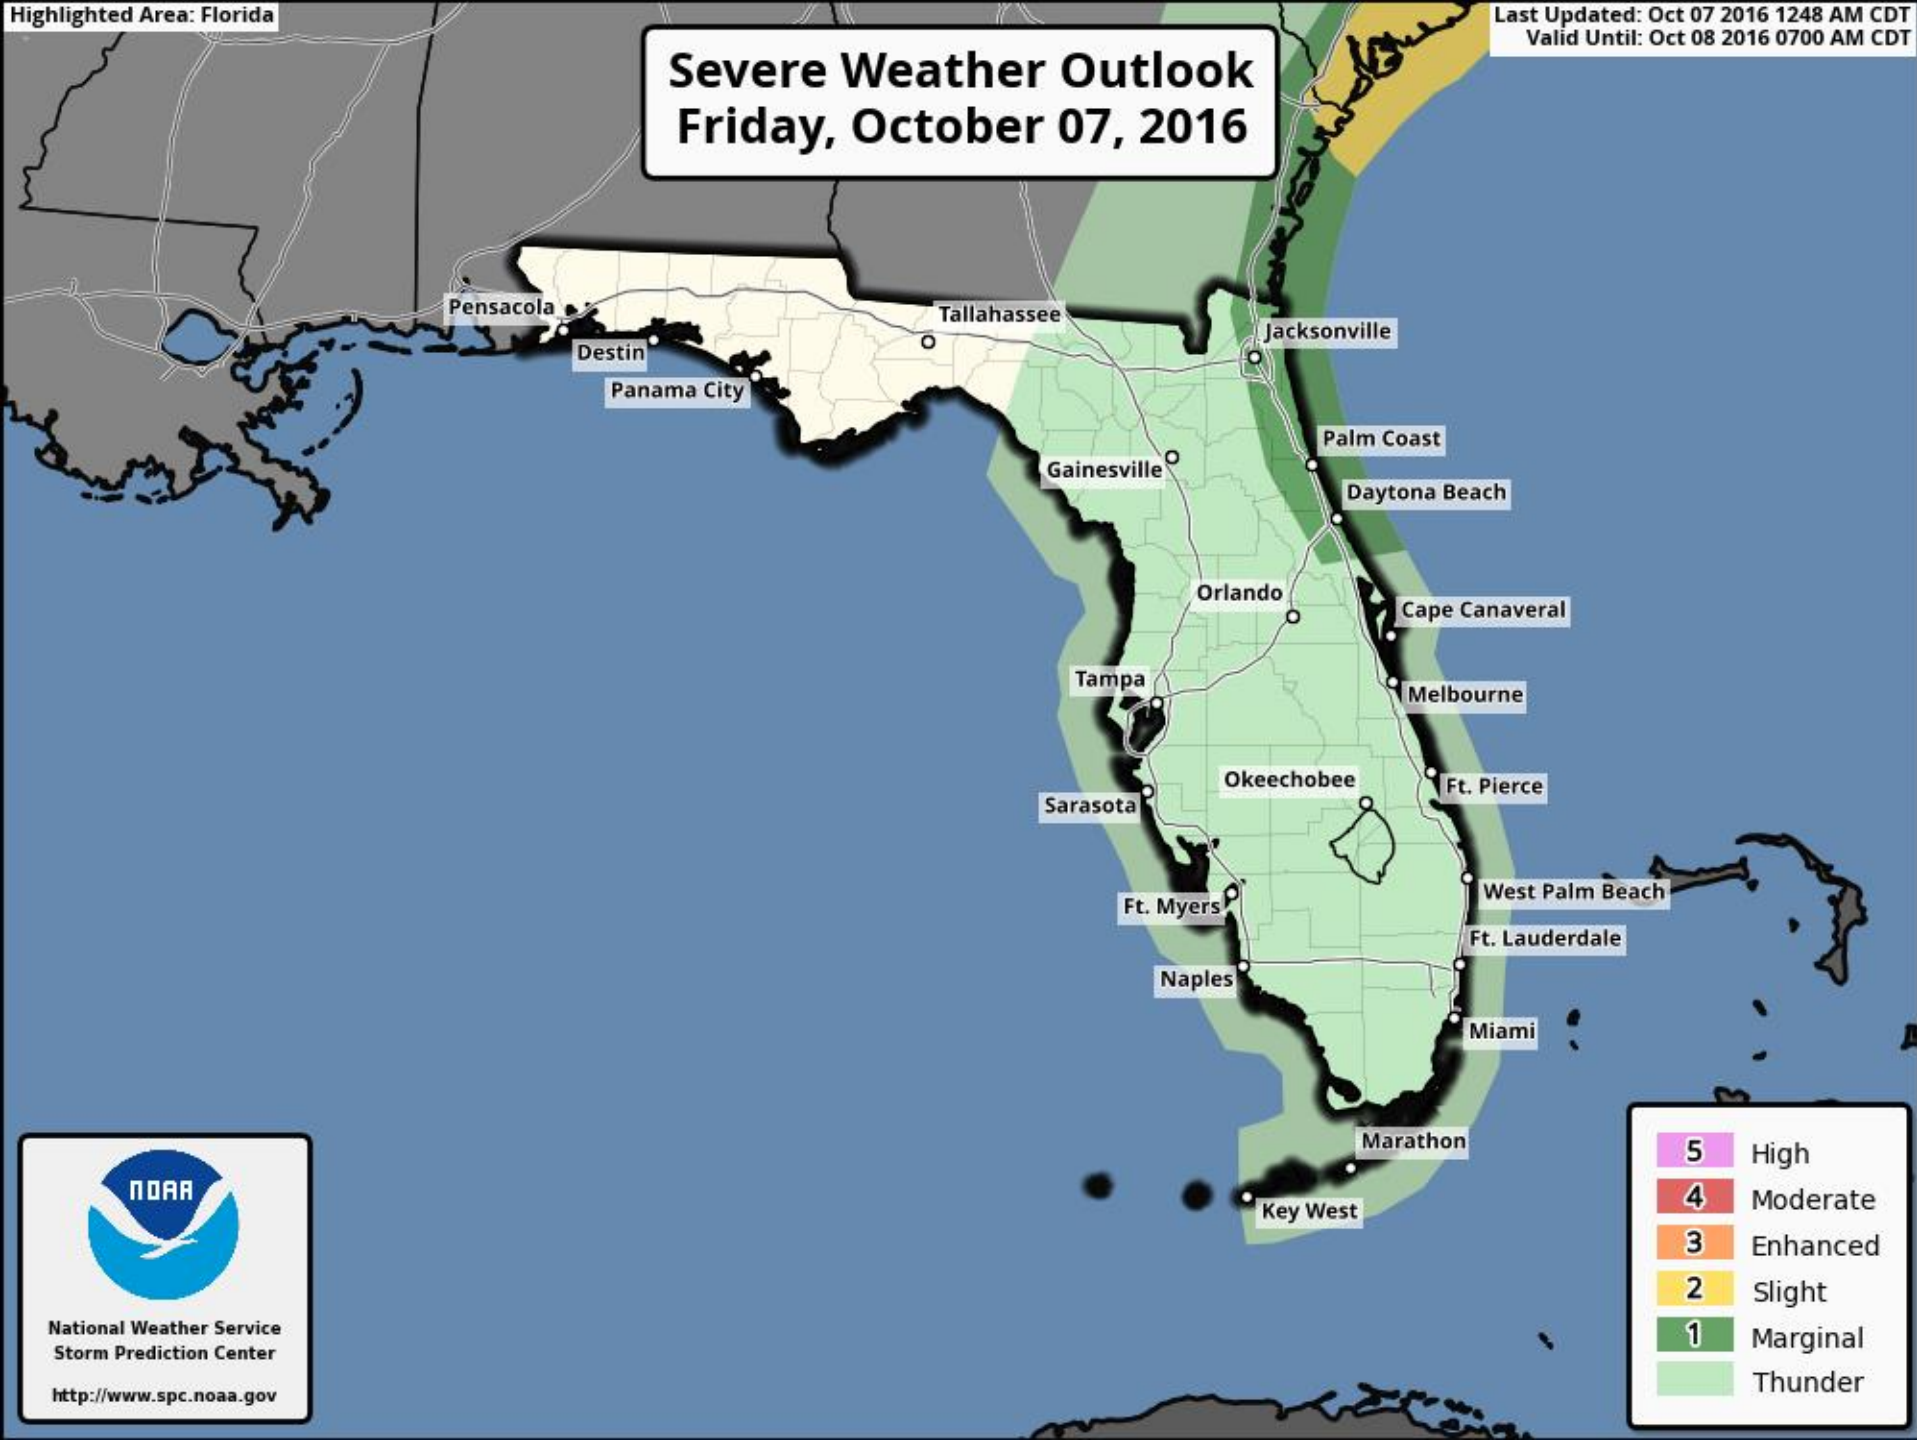 Highlighted Area: Florida
Last Updated: Oct 07 2016 1248 AM CDT
Valid Until: Oct 08 2016 0700 AM CDT
Severe Weather Outlook
Friday, October 07, 2016
Pensacola
Tallahassee
Jacksonville
Destin
Panama City
Palm Coast
Gainesville
Daytona Beach
Orlando
Cape Canaveral
Tampa
Melbourne
Okeechobee
Ft. Pierce
Sarasota
West Palm Beach
Ft. Myers
Ft. Lauderdale
Naples
Miami
Marathon
Key West
NOAA
National Weather Service
Storm Prediction Center
http://www.spc.noaa.gov
5 High
4 Moderate
3 Enhanced
2 Slight
1 Marginal
Thunder